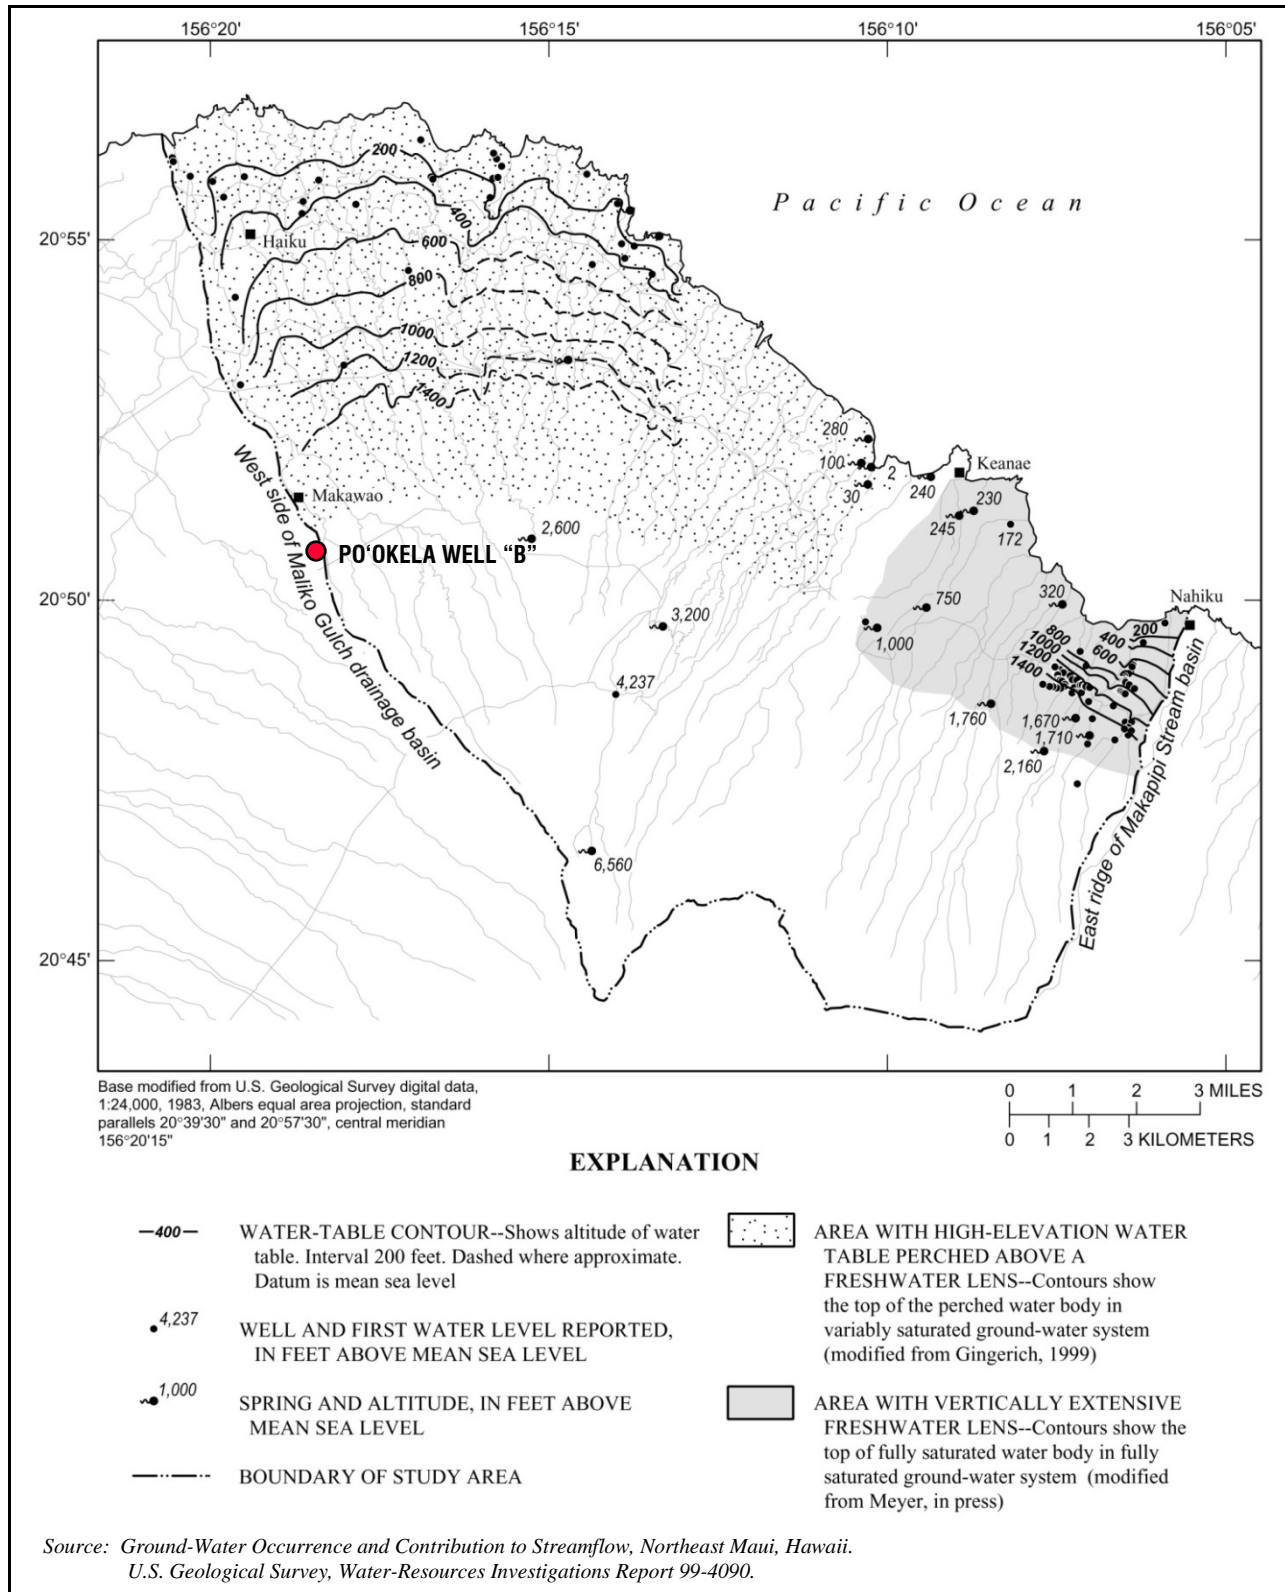 156°20' 156°15' 156°10' 156°05'
Pacific Ocean
200
400
20°55'
Haiku
600
800
1000
1200
1400
280
100
2
30
240
Keanae
230
245
172
Makawao
2,600
PO‘OKELA WELL “B”
West side of Maliko Gulch drainage basin
20°50'
750
320
Nahiku
3,200
1,000
800
1000
1200
1400
400
200
600
4,237
1,760
1,670
1,710
2,160
East ridge of Makapipi Stream basin
6,560
20°45'
Base modified from U.S. Geological Survey digital data,
1:24,000, 1983, Albers equal area projection, standard
parallels 20°39'30" and 20°57'30", central meridian
156°20'15"
0 1 2 3 MILES
0 1 2 3 KILOMETERS
EXPLANATION
400
WATER-TABLE CONTOUR--Shows altitude of water
table. Interval 200 feet. Dashed where approximate.
Datum is mean sea level
4,237
WELL AND FIRST WATER LEVEL REPORTED,
IN FEET ABOVE MEAN SEA LEVEL
1,000
SPRING AND ALTITUDE, IN FEET ABOVE
MEAN SEA LEVEL
BOUNDARY OF STUDY AREA
AREA WITH HIGH-ELEVATION WATER
TABLE PERCHED ABOVE A
FRESHWATER LENS--Contours show
the top of the perched water body in
variably saturated ground-water system
(modified from Gingerich, 1999)
AREA WITH VERTICALLY EXTENSIVE
FRESHWATER LENS--Contours show the
top of fully saturated water body in fully
saturated ground-water system (modified
from Meyer, in press)
Source: Ground-Water Occurrence and Contribution to Streamflow, Northeast Maui, Hawaii.
U.S. Geological Survey, Water-Resources Investigations Report 99-4090.